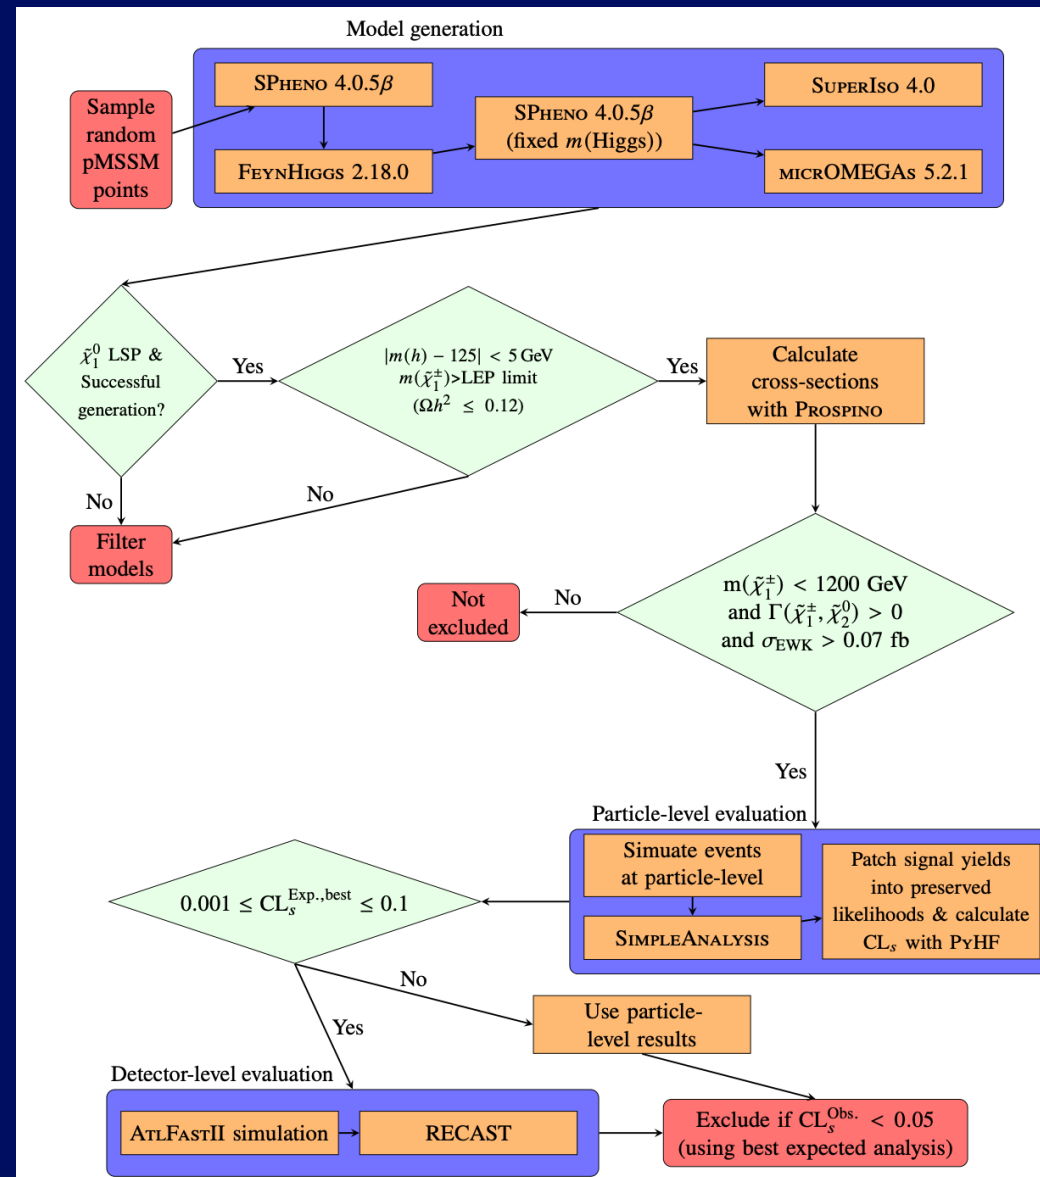 Model generation
Sample
random
pMSSM
points
SPheno 4.0.5β
FeynHiggs 2.18.0
SPheno 4.0.5β
(fixed m(Higgs))
SuperIso 4.0
micrOMEGAs 5.2.1
χ̃₁⁰ LSP &
Successful
generation?
Yes
|m(h) − 125| < 5 GeV
m(χ̃₁±)>LEP limit
(Ωh² ≤ 0.12)
Yes
Calculate
cross-sections
with Prospino
No
No
Filter
models
m(χ̃₁±) < 1200 GeV
and Γ(χ̃₁±, χ̃₂⁰) > 0
and σEWK > 0.07 fb
No
Not
excluded
Yes
Particle-level evaluation
Simuate events
at particle-level
SimpleAnalysis
Patch signal yields
into preserved
likelihoods & calculate
CLs with pyhf
0.001 ≤ CLsExp.,best ≤ 0.1
No
Yes
Use particle-
level results
Detector-level evaluation
AtlFastII simulation
RECAST
Exclude if CLsObs. < 0.05
(using best expected analysis)